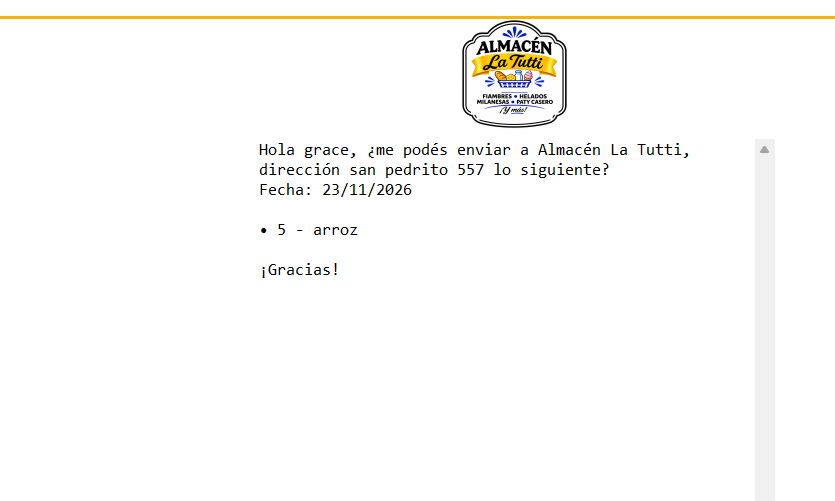 ALMACÉN
La Tutti
FIAMBRES • HELADOS
MILANESAS • PATY CASERO
¡Y más!
Hola grace, ¿me podés enviar a Almacén La Tutti,
dirección san pedrito 557 lo siguiente?
Fecha: 23/11/2026
• 5 - arroz
¡Gracias!